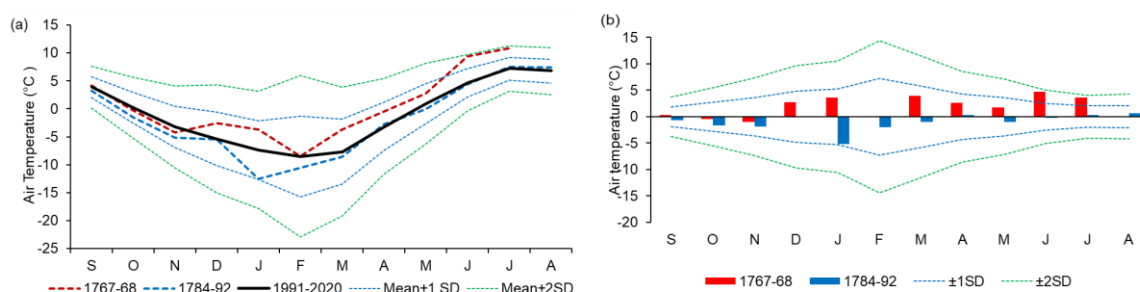 (a)
Air Temperature (°C)
15
10
5
0
-5
-10
-15
-20
-25
S O N D J F M A M J J A
1767-68 1784-92 1991-2020 Mean±1 SD Mean±2SD
(b)
Air temperature (°C)
15
10
5
0
-5
-10
-15
-20
S O N D J F M A M J J A
1767-68 1784-92 ±1SD ±2SD